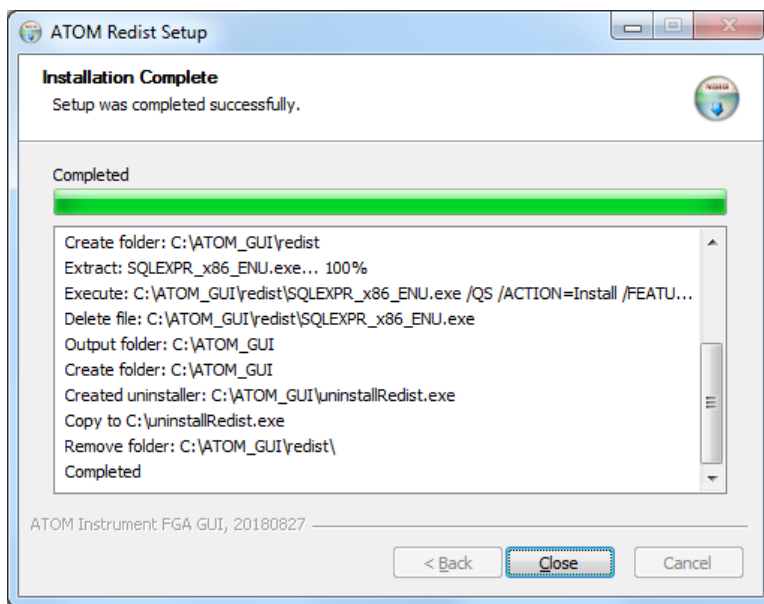 ATOM Redist Setup
Installation Complete
Setup was completed successfully.
Completed
Create folder: C:\ATOM_GUI\redist
Extract: SQLEXPR_x86_ENU.exe... 100%
Execute: C:\ATOM_GUI\redist\SQLEXPR_x86_ENU.exe /QS /ACTION=Install /FEATU...
Delete file: C:\ATOM_GUI\redist\SQLEXPR_x86_ENU.exe
Output folder: C:\ATOM_GUI
Create folder: C:\ATOM_GUI
Created uninstaller: C:\ATOM_GUI\uninstallRedist.exe
Copy to C:\uninstallRedist.exe
Remove folder: C:\ATOM_GUI\redist\
Completed
ATOM Instrument FGA GUI, 20180827
< Back Close Cancel